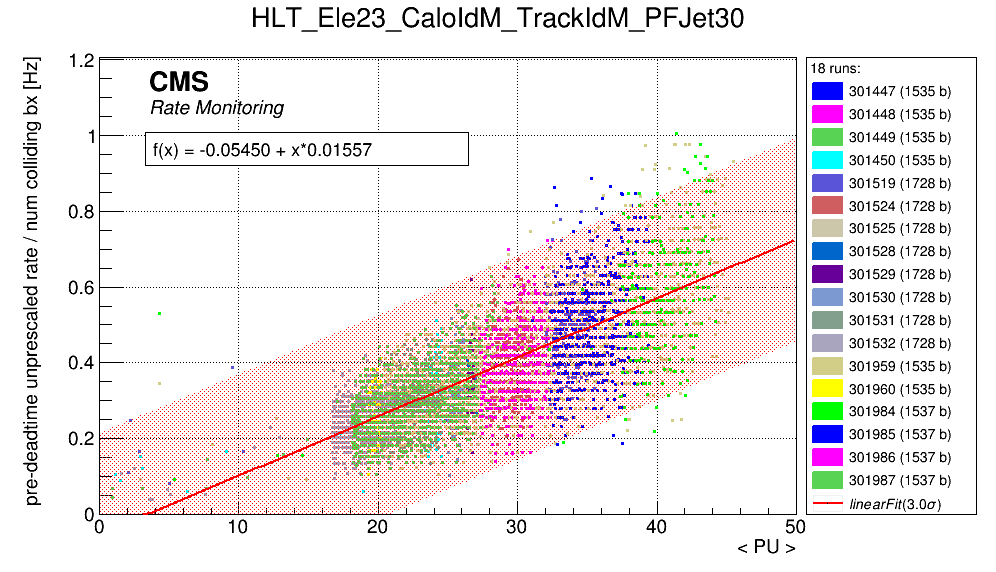 HLT_Ele23_CaloIdM_TrackIdM_PFJet30
pre-deadtime unprescaled rate / num colliding bx [Hz]
1.2
1
0.8
0.6
0.4
0.2
0
CMS
Rate Monitoring
f(x) = -0.05450 + x*0.01557
0 10 20 30 40 50
< PU >
18 runs:
301447 (1535 b)
301448 (1535 b)
301449 (1535 b)
301450 (1535 b)
301519 (1728 b)
301524 (1728 b)
301525 (1728 b)
301528 (1728 b)
301529 (1728 b)
301530 (1728 b)
301531 (1728 b)
301532 (1728 b)
301959 (1535 b)
301960 (1535 b)
301984 (1537 b)
301985 (1537 b)
301986 (1537 b)
301987 (1537 b)
linearFit(3.0σ)